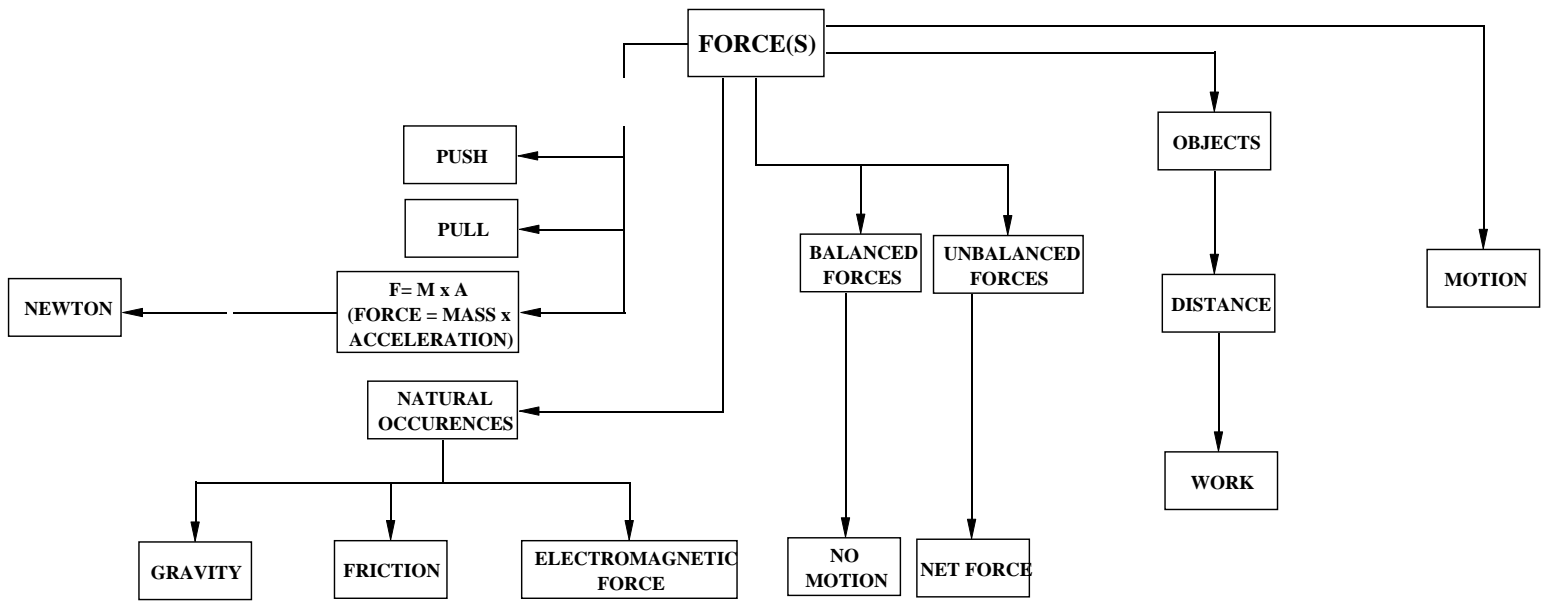 FORCE(S)
PUSH
PULL
F= M x A
(FORCE = MASS x
ACCELERATION)
NEWTON
NATURAL
OCCURENCES
GRAVITY
FRICTION
ELECTROMAGNETIC
FORCE
BALANCED
FORCES
UNBALANCED
FORCES
NO
MOTION
NET FORCE
OBJECTS
DISTANCE
WORK
MOTION